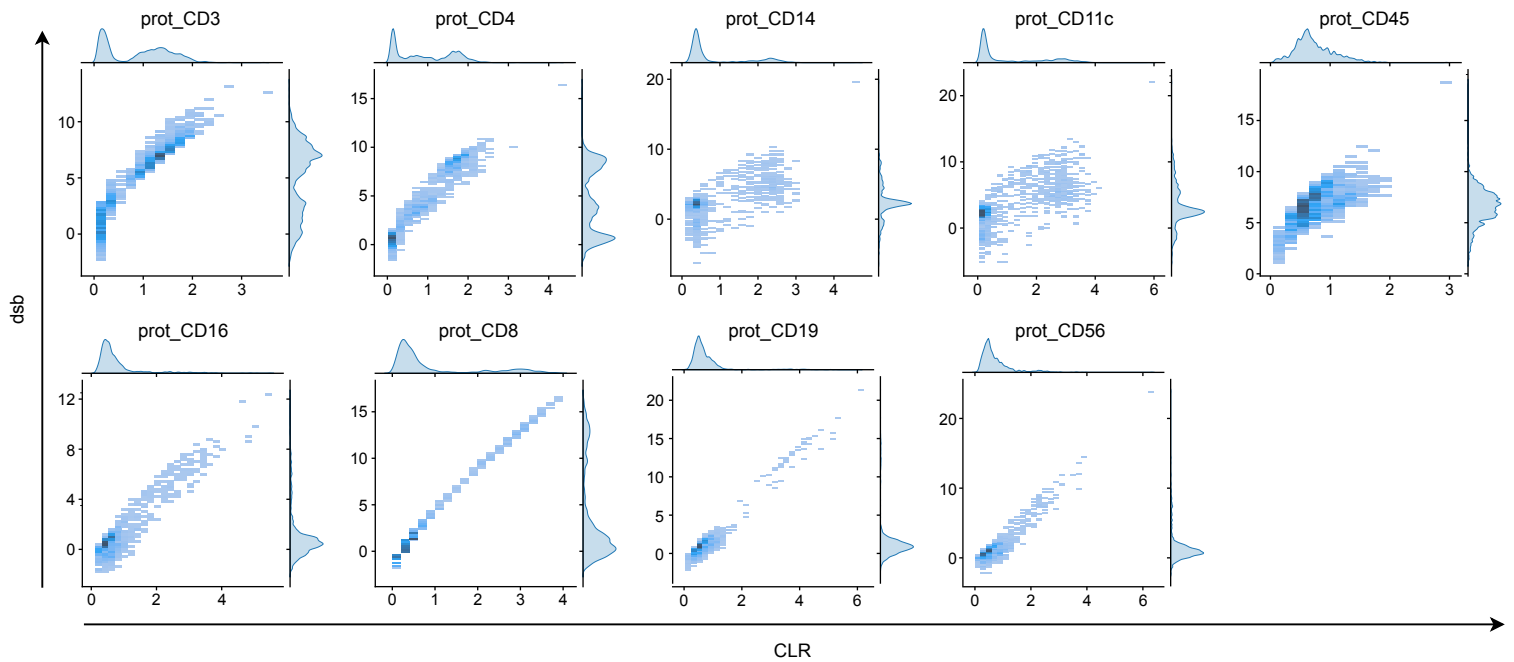 prot_CD3
prot_CD4
prot_CD14
prot_CD11c
prot_CD45
10
5
0
0 1 2 3
15
10
5
0
0 1 2 3 4
20
10
0
0 1 2 3 4
20
10
0
0 2 4 6
15
10
5
0
0 1 2 3
dsb
prot_CD16
prot_CD8
prot_CD19
prot_CD56
12
8
4
0
0 2 4
15
10
5
0
0 1 2 3 4
20
15
10
5
0
0 2 4 6
20
10
0
0 2 4 6
CLR